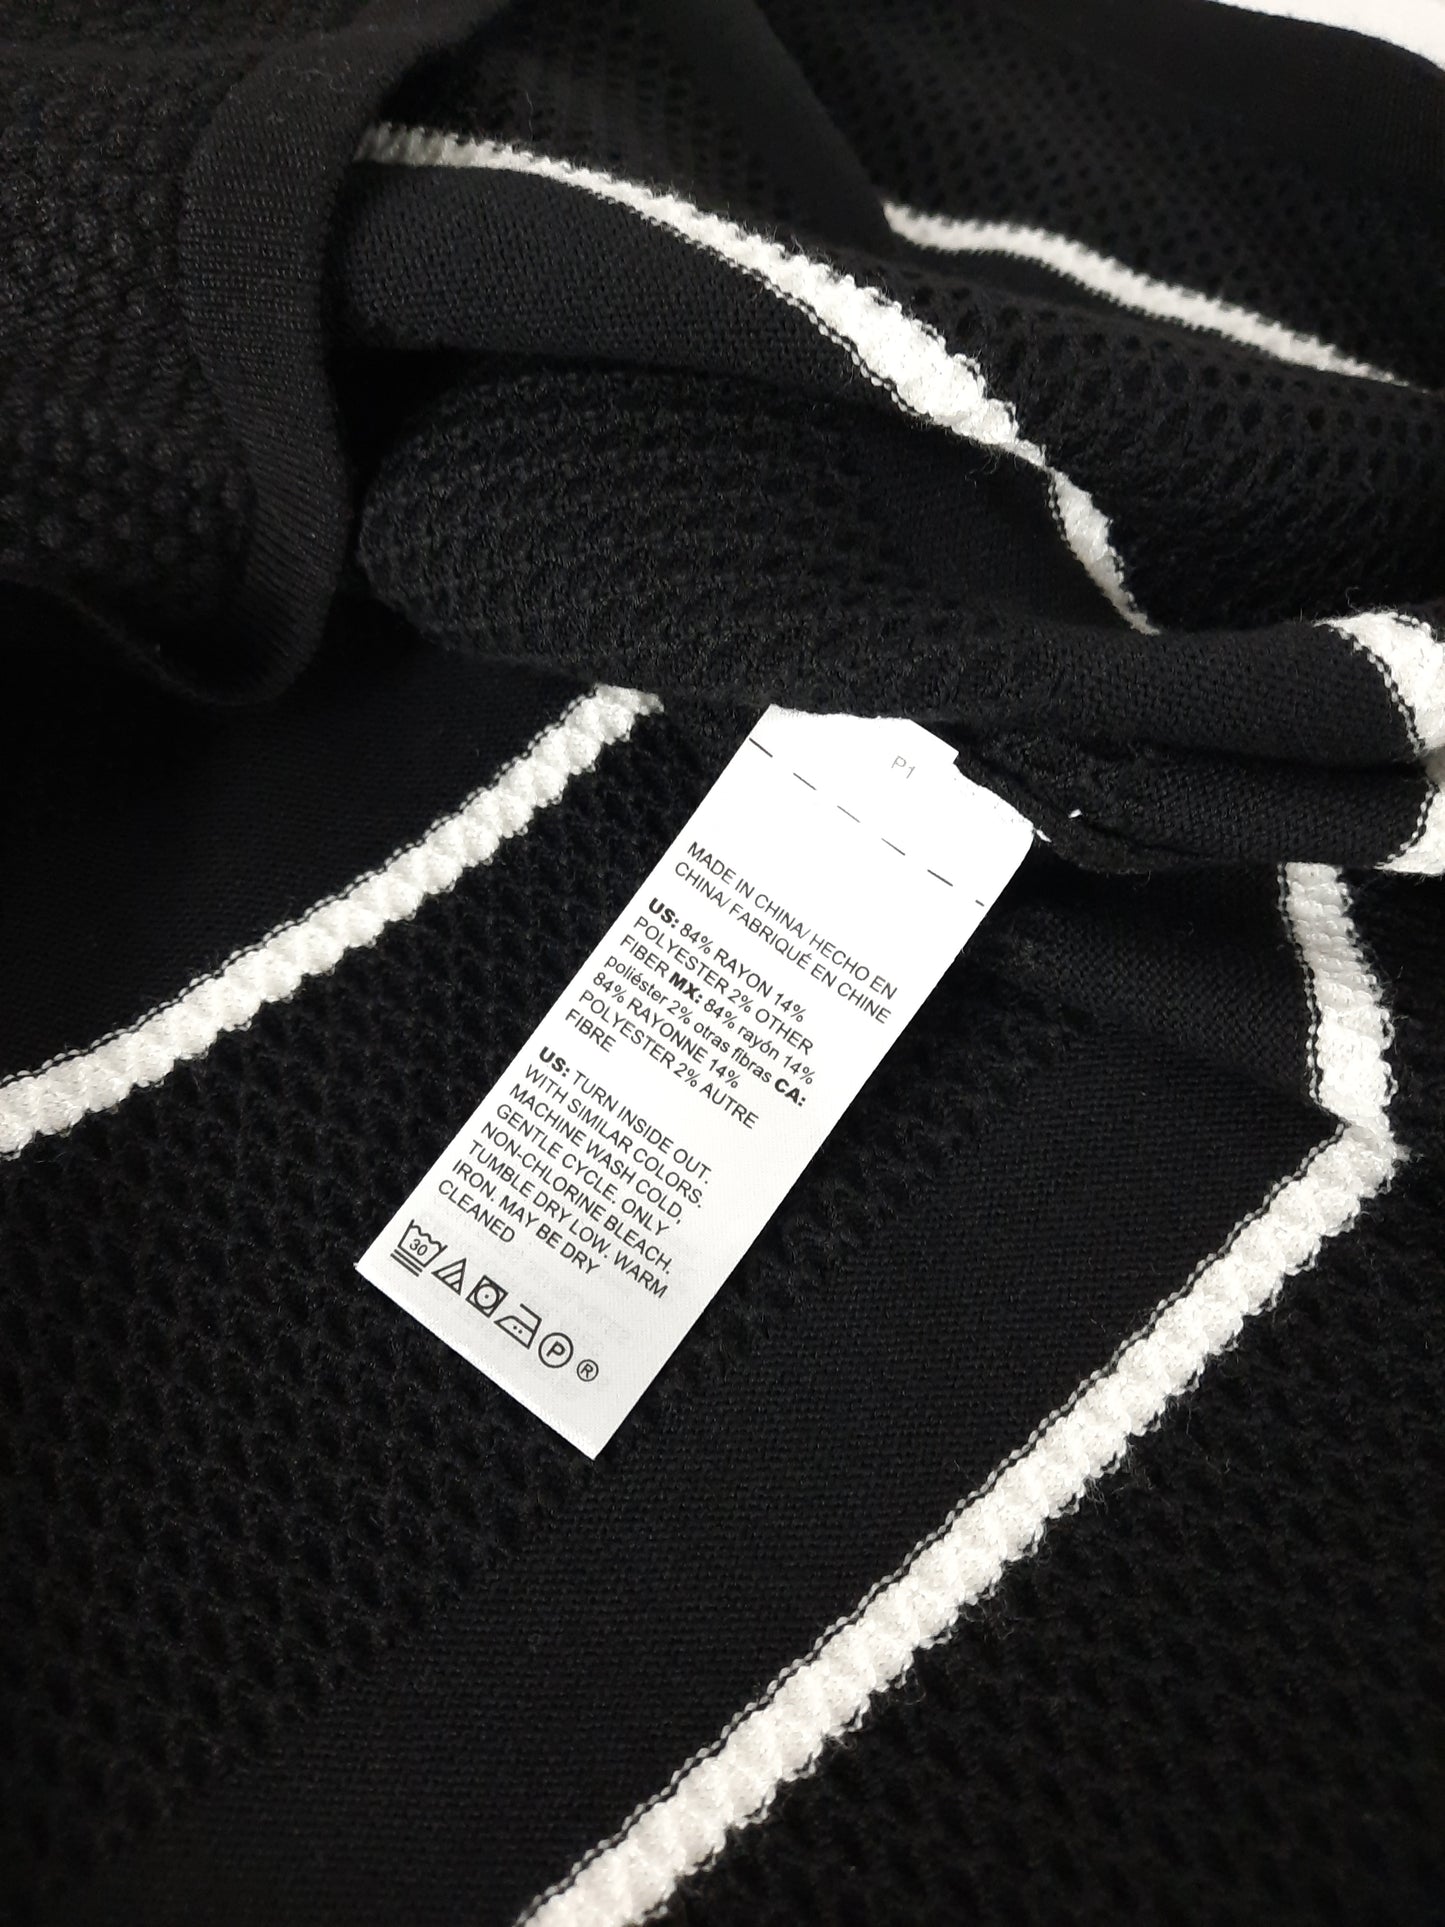 P1
MADE IN CHINA/ HECHO EN
CHINA/ FABRIQUÉ EN CHINE
US: 84% RAYON 14%
POLYESTER 2% OTHER
FIBER MX: 84% rayón 14%
poliéster 2% otras fibras CA:
84% RAYONNE 14%
POLYESTER 2% AUTRE
FIBRE
US: TURN INSIDE OUT.
WITH SIMILAR COLORS.
MACHINE WASH COLD,
GENTLE CYCLE. ONLY
NON-CHLORINE BLEACH.
TUMBLE DRY LOW. WARM
IRON. MAY BE DRY
CLEANED
30
P ®